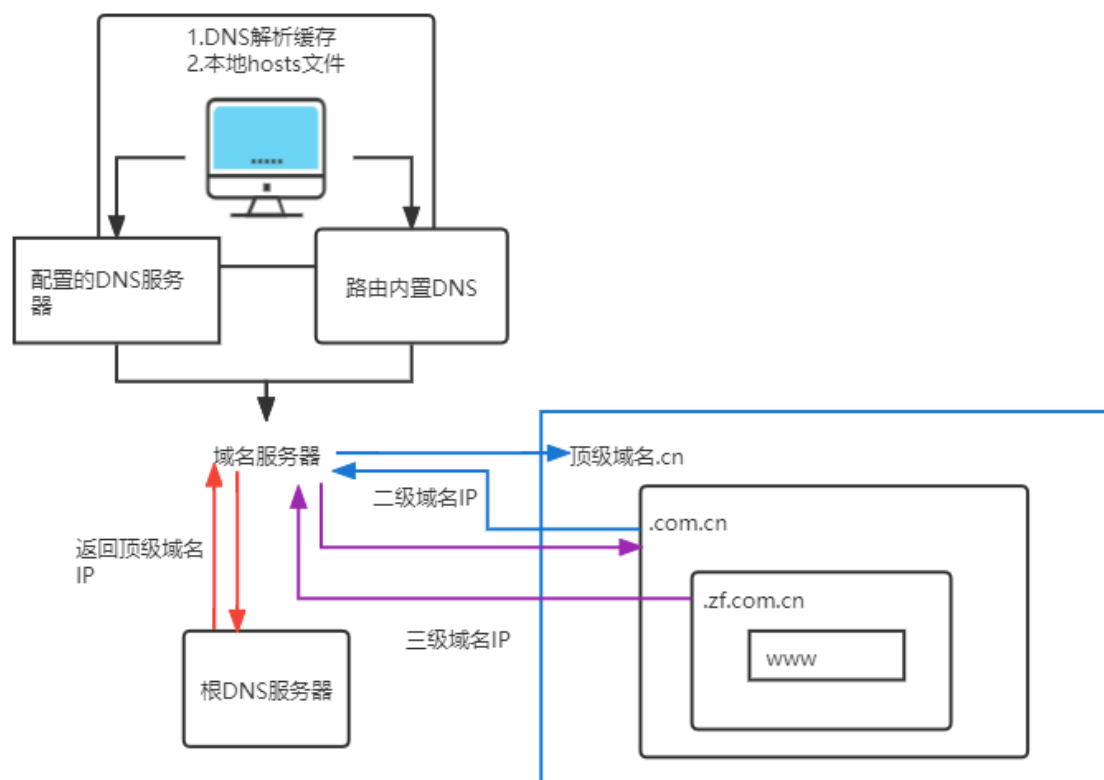 1.DNS解析缓存
2.本地hosts文件
配置的DNS服务
器
路由内置DNS
域名服务器
顶级域名.cn
二级域名IP
.com.cn
返回顶级域名
IP
.zf.com.cn
三级域名IP
www
根DNS服务器